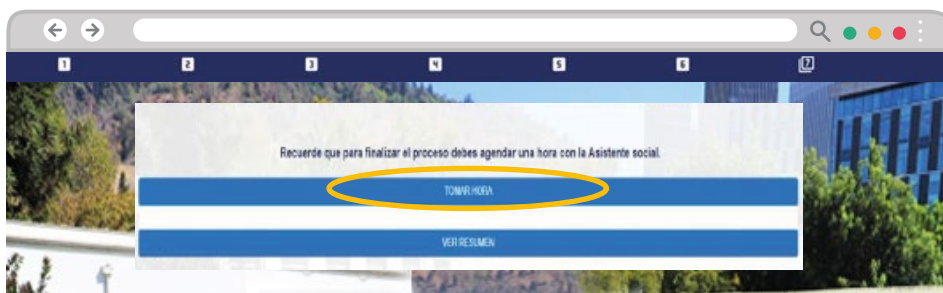 1 2 3 4 5 6 7
Recuerde que para finalizar el proceso debes agendar una hora con la Asistente social.
TOMAR HORA
VER RESUMEN